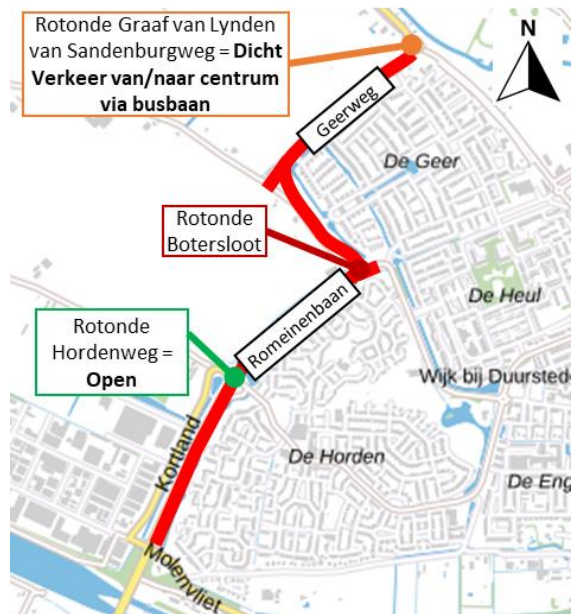 Rotonde Graaf van Lynden
van Sandenburgweg = Dicht
Verkeer van/naar centrum
via busbaan
N
Geerweg
De Geer
Rotonde
Botersloot
De Heul
Romeinenbaan
Rotonde
Hordenweg =
Open
Wijk bij Duurstede
Kortland
De Horden
De Eng
Molenvliet